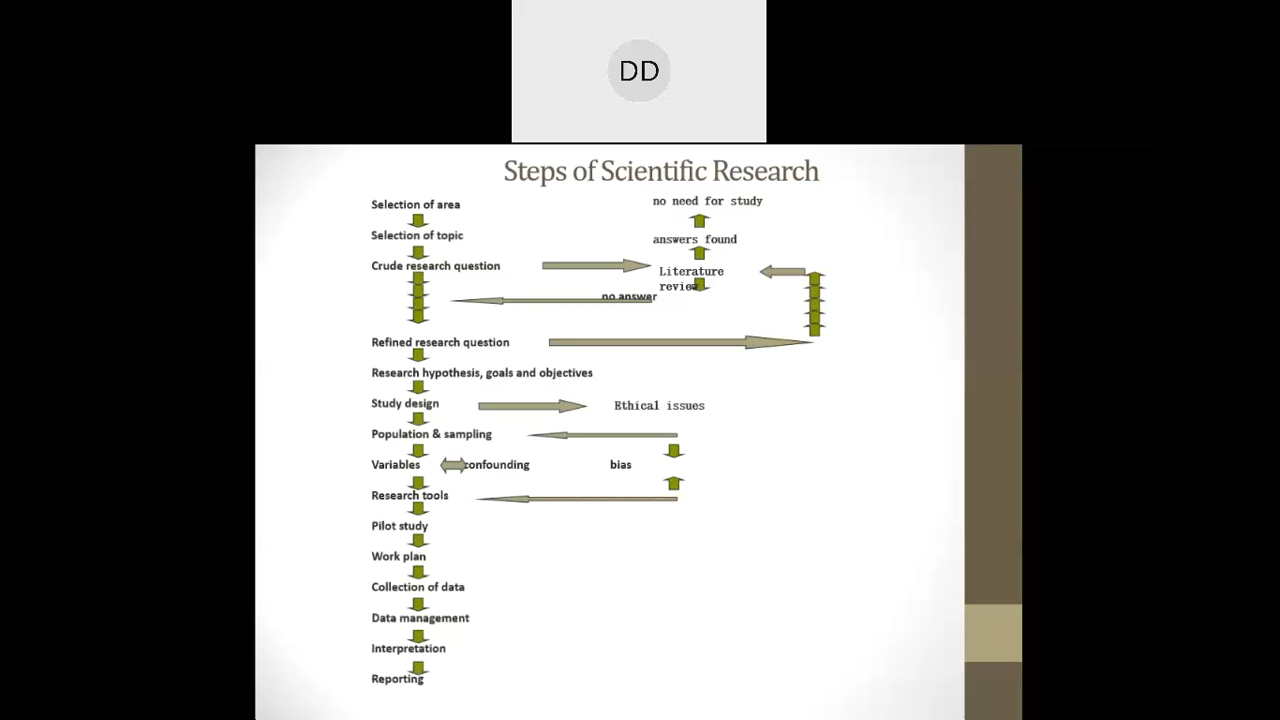 DD
Steps of Scientific Research
Selection of area
no need for study
Selection of topic
answers found
Crude research question
Literature
review
no answer
Refined research question
Research hypothesis, goals and objectives
Study design
Ethical issues
Population & sampling
Variables
confounding
bias
Research tools
Pilot study
Work plan
Collection of data
Data management
Interpretation
Reporting